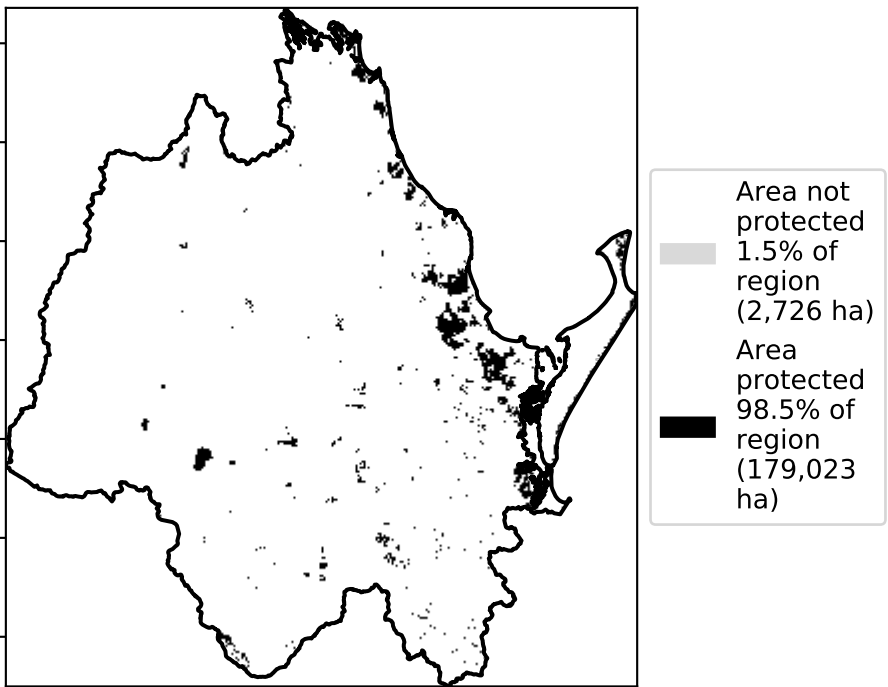 Area not
protected
1.5% of
region
(2,726 ha)
Area
protected
98.5% of
region
(179,023
ha)